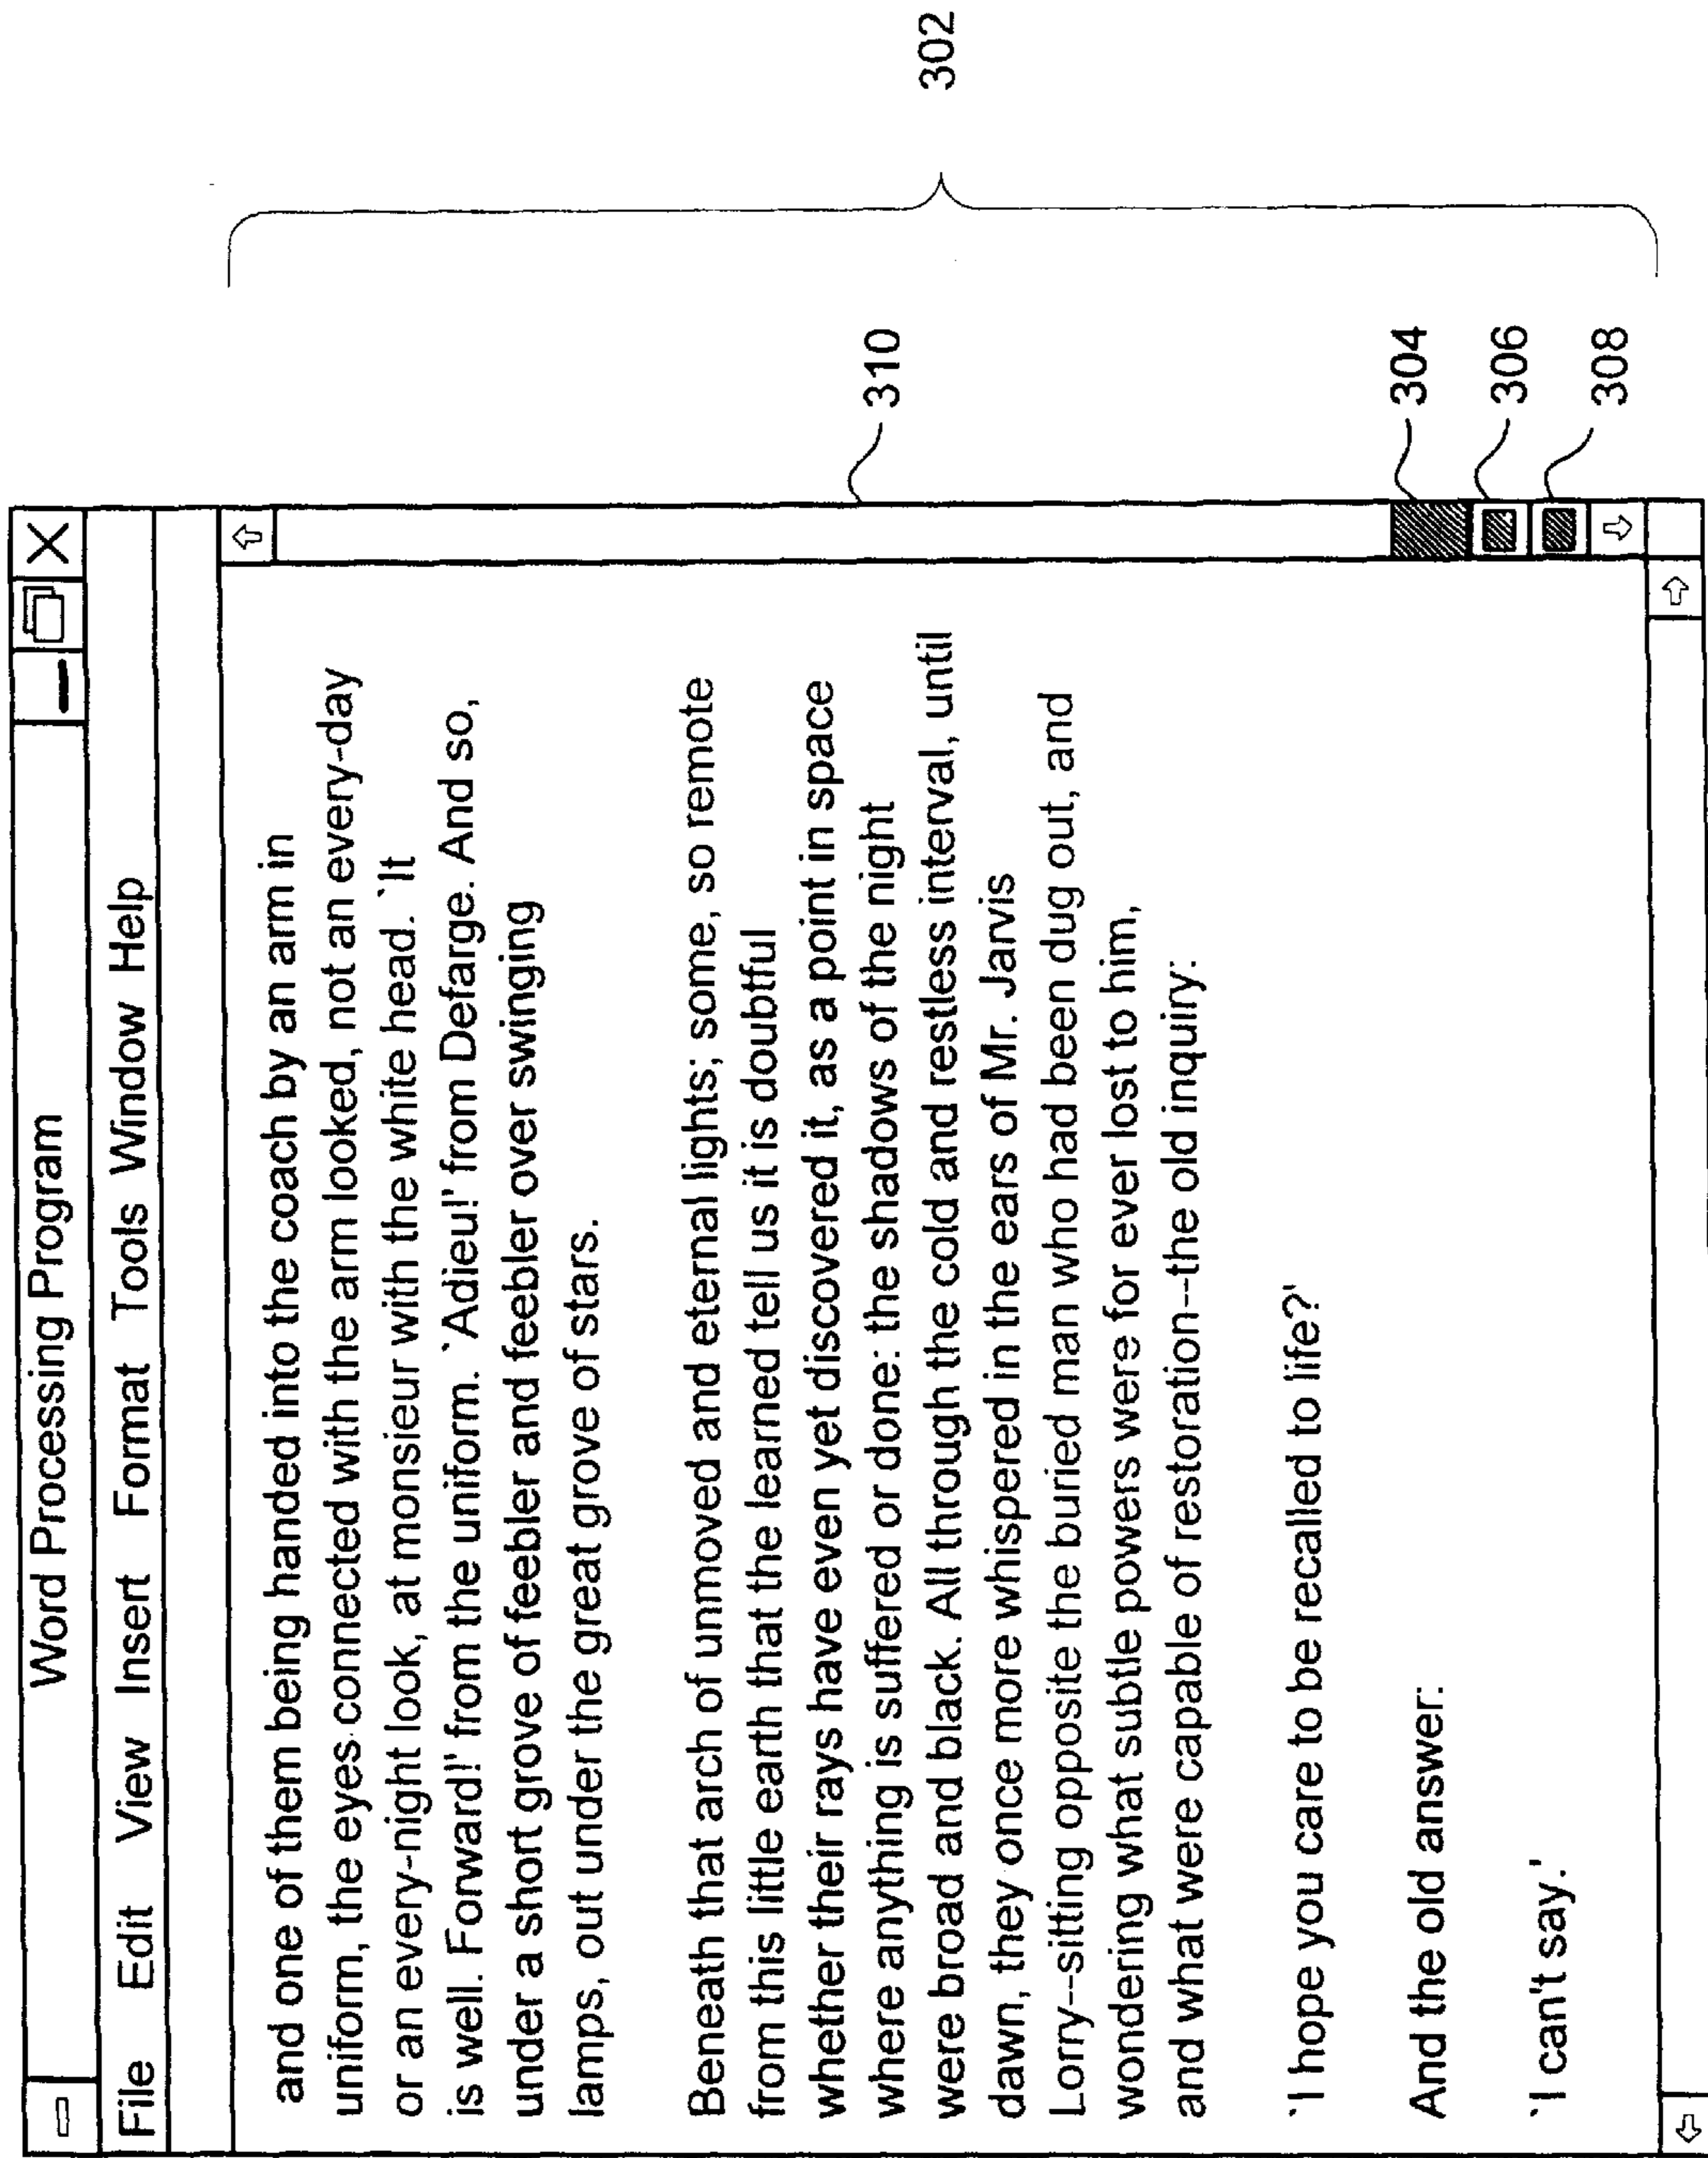 Word Processing Program
File Edit View Insert Format Tools Window Help
and one of them being handed into the coach by an arm in
uniform, the eyes connected with the arm looked, not an every-day
or an every-night look, at monsieur with the white head. `It
is well. Forward!' from the uniform. `Adieu!' from Defarge. And so,
under a short grove of feebler and feebler over swinging
lamps, out under the great grove of stars.
Beneath that arch of unmoved and eternal lights; some, so remote
from this little earth that the learned tell us it is doubtful
whether their rays have even yet discovered it, as a point in space
where anything is suffered or done: the shadows of the night
were broad and black. All through the cold and restless interval, until
dawn, they once more whispered in the ears of Mr. Jarvis
Lorry--sitting opposite the buried man who had been dug out, and
wondering what subtle powers were for ever lost to him,
and what were capable of restoration--the old inquiry:
`I hope you care to be recalled to life?'
And the old answer:
`I can't say.'
310
304
306
308
302